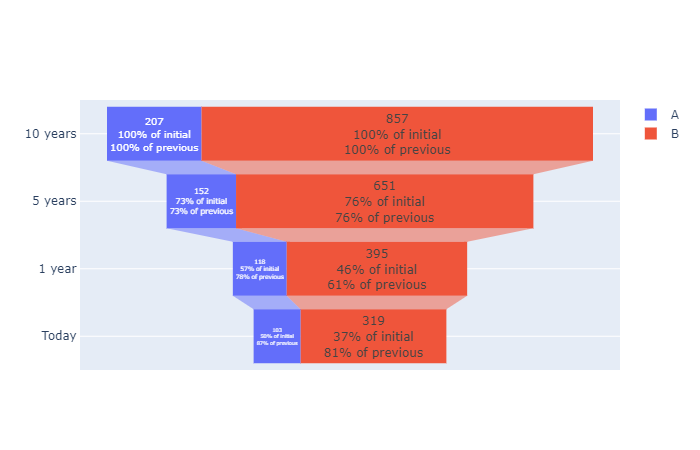 10 years
207
100% of initial
100% of previous
857
100% of initial
100% of previous
5 years
152
73% of initial
73% of previous
651
76% of initial
76% of previous
1 year
118
57% of initial
78% of previous
395
46% of initial
61% of previous
Today
103
50% of initial
87% of previous
319
37% of initial
81% of previous
A
B